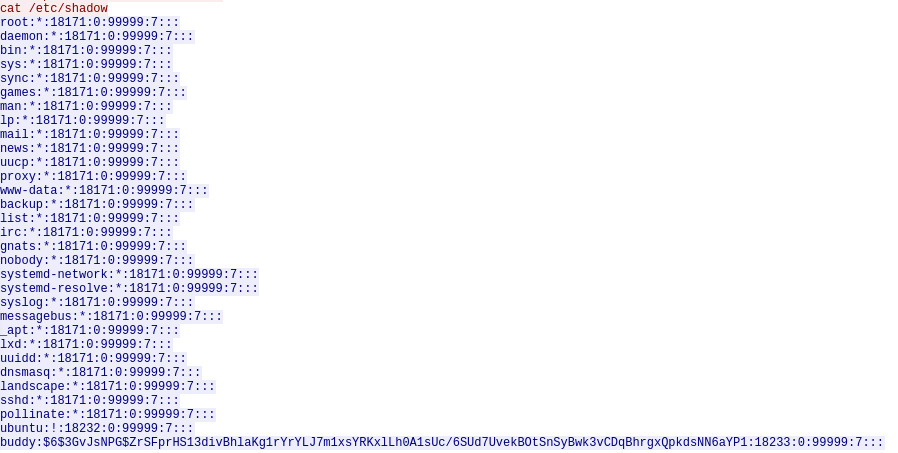 cat /etc/shadow
root:*:18171:0:99999:7:::
daemon:*:18171:0:99999:7:::
bin:*:18171:0:99999:7:::
sys:*:18171:0:99999:7:::
sync:*:18171:0:99999:7:::
games:*:18171:0:99999:7:::
man:*:18171:0:99999:7:::
lp:*:18171:0:99999:7:::
mail:*:18171:0:99999:7:::
news:*:18171:0:99999:7:::
uucp:*:18171:0:99999:7:::
proxy:*:18171:0:99999:7:::
www-data:*:18171:0:99999:7:::
backup:*:18171:0:99999:7:::
list:*:18171:0:99999:7:::
irc:*:18171:0:99999:7:::
gnats:*:18171:0:99999:7:::
nobody:*:18171:0:99999:7:::
systemd-network:*:18171:0:99999:7:::
systemd-resolve:*:18171:0:99999:7:::
syslog:*:18171:0:99999:7:::
messagebus:*:18171:0:99999:7:::
_apt:*:18171:0:99999:7:::
lxd:*:18171:0:99999:7:::
uuidd:*:18171:0:99999:7:::
dnsmasq:*:18171:0:99999:7:::
landscape:*:18171:0:99999:7:::
sshd:*:18171:0:99999:7:::
pollinate:*:18171:0:99999:7:::
ubuntu:!:18232:0:99999:7:::
buddy:$6$3GvJsNPG$ZrSFprHS13divBhlaKg1rYrYLJ7m1xsYRKxlLh0A1sUc/6SUd7UvekBOtSnSyBwk3vCDqBhrgxQpkdsNN6aYP1:18233:0:99999:7:::